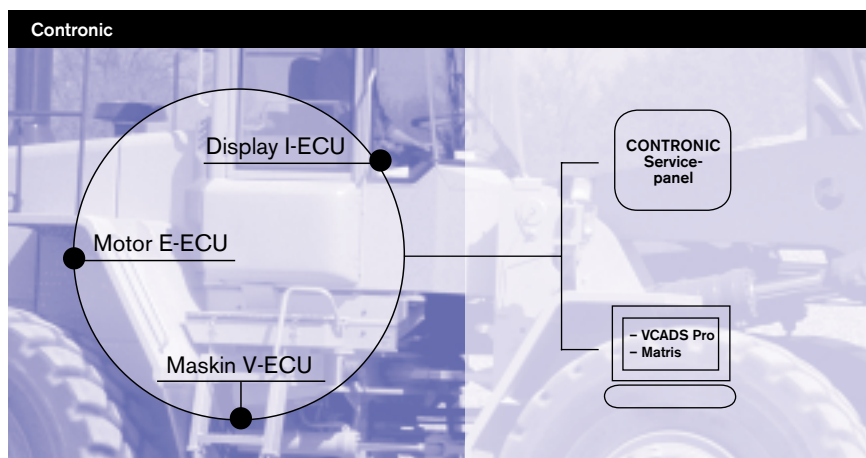 Contronic
Display I-ECU
Motor E-ECU
Maskin V-ECU
CONTRONIC
Service-
panel
– VCADS Pro
– Matris